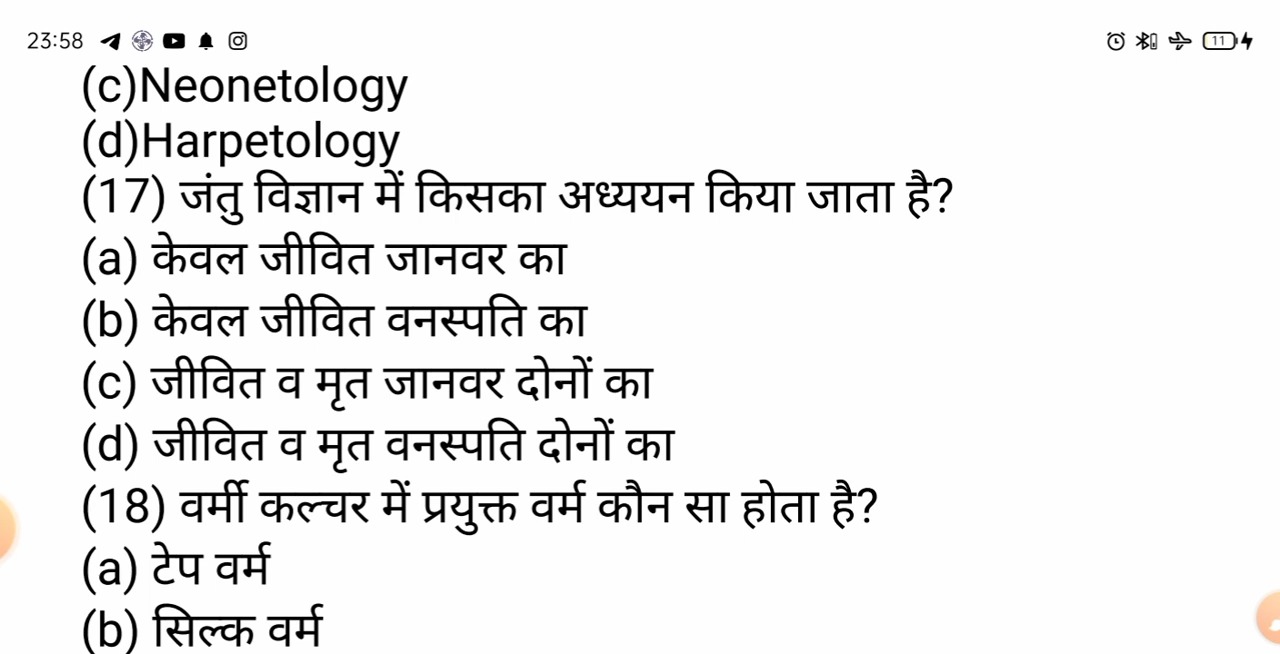 23:58
11
(c)Neonetology
(d)Harpetology
(17) जंतु विज्ञान में किसका अध्ययन किया जाता है?
(a) केवल जीवित जानवर का
(b) केवल जीवित वनस्पति का
(c) जीवित व मृत जानवर दोनों का
(d) जीवित व मृत वनस्पति दोनों का
(18) वर्मी कल्चर में प्रयुक्त वर्म कौन सा होता है?
(a) टेप वर्म
(b) सिल्क वर्म